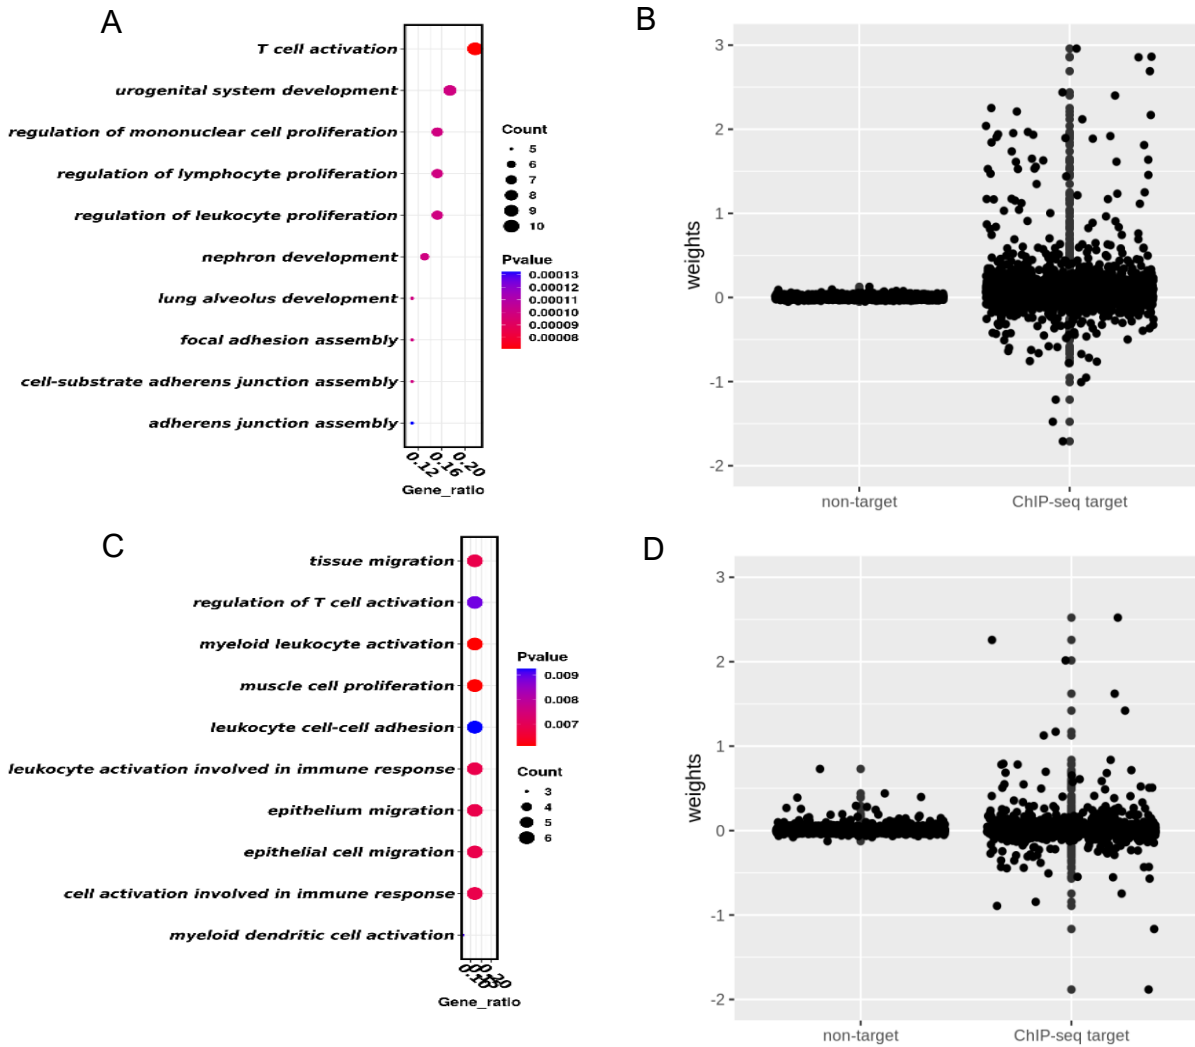 A
T cell activation
urogenital system development
regulation of mononuclear cell proliferation
regulation of lymphocyte proliferation
regulation of leukocyte proliferation
nephron development
lung alveolus development
focal adhesion assembly
cell-substrate adherens junction assembly
adherens junction assembly
0.12
0.16
0.20
Gene_ratio
Count
5
6
7
8
9
10
Pvalue
0.00013
0.00012
0.00011
0.00010
0.00009
0.00008
B
weights
3
2
1
0
-1
-2
non-target
ChIP-seq target
C
tissue migration
regulation of T cell activation
myeloid leukocyte activation
muscle cell proliferation
leukocyte cell-cell adhesion
leukocyte activation involved in immune response
epithelium migration
epithelial cell migration
cell activation involved in immune response
myeloid dendritic cell activation
0.10
0.15
0.20
Gene_ratio
Pvalue
0.009
0.008
0.007
Count
3
4
5
6
D
weights
3
2
1
0
-1
-2
non-target
ChIP-seq target